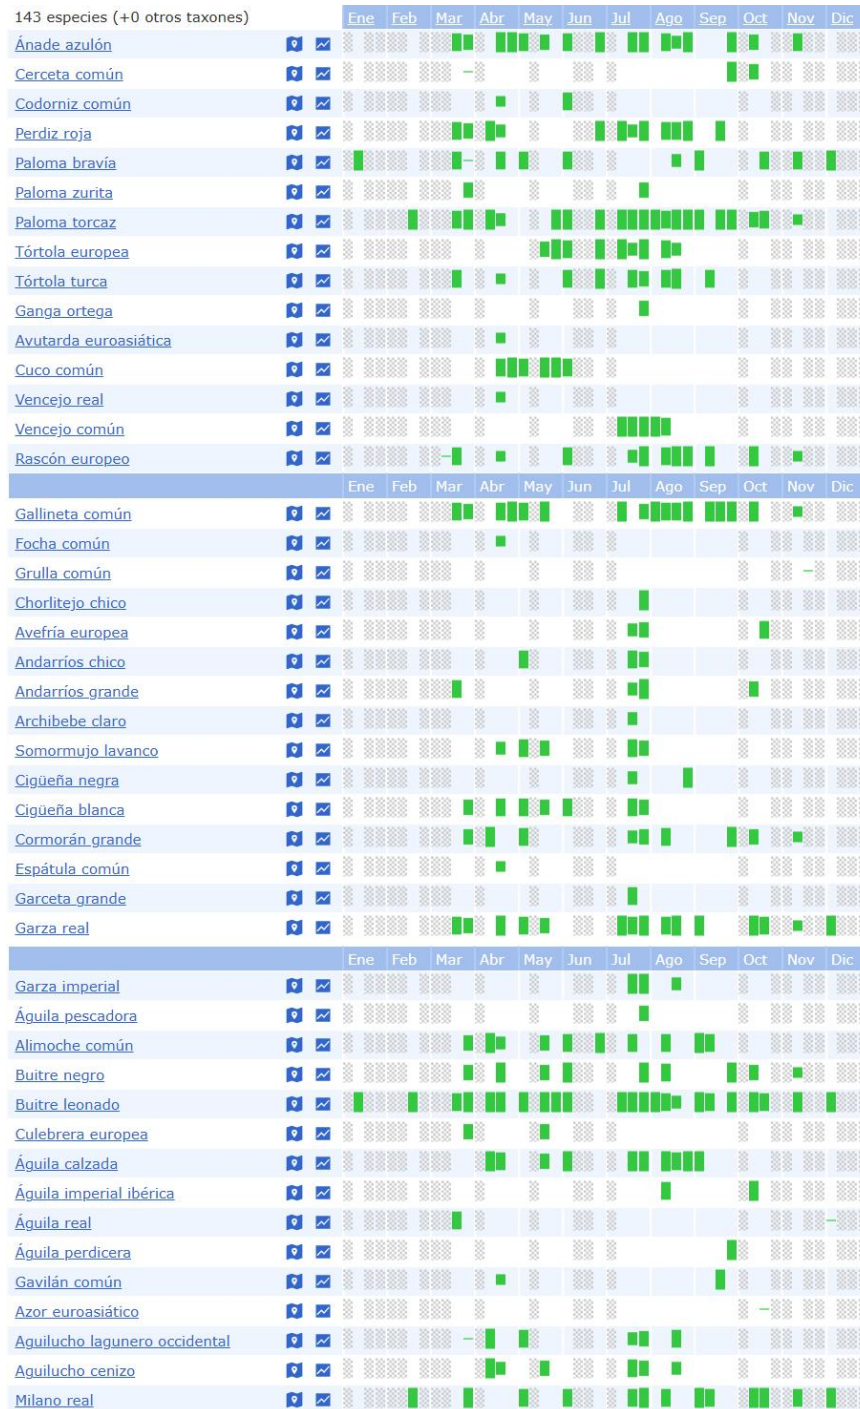 143 especies (+0 otros taxones) Ene Feb Mar Abr May Jun Jul Ago Sep Oct Nov Dic
Ánade azulón
Cerceta común
Codorniz común
Perdiz roja
Paloma bravía
Paloma zurita
Paloma torcaz
Tórtola europea
Tórtola turca
Ganga ortega
Avutarda euroasiática
Cuco común
Vencejo real
Vencejo común
Rascón europeo
Ene Feb Mar Abr May Jun Jul Ago Sep Oct Nov Dic
Gallineta común
Focha común
Grulla común
Chorlitejo chico
Avefría europea
Andarríos chico
Andarríos grande
Archibebe claro
Somormujo lavanco
Cigüeña negra
Cigüeña blanca
Cormorán grande
Espátula común
Garceta grande
Garza real
Ene Feb Mar Abr May Jun Jul Ago Sep Oct Nov Dic
Garza imperial
Águila pescadora
Alimoche común
Buitre negro
Buitre leonado
Culebrera europea
Águila calzada
Águila imperial ibérica
Águila real
Águila perdicera
Gavilán común
Azor euroasiático
Aguilucho lagunero occidental
Aguilucho cenizo
Milano real